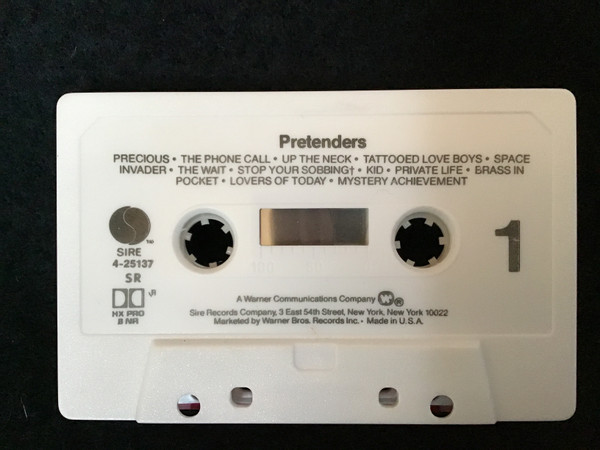 Pretenders
PRECIOUS • THE PHONE CALL • UP THE NECK • TATTOOED LOVE BOYS • SPACE
INVADER • THE WAIT • STOP YOUR SOBBING† • KID • PRIVATE LIFE • BRASS IN
POCKET • LOVERS OF TODAY • MYSTERY ACHIEVEMENT
S
TM
SIRE
4-25137
SR
1
JR
HX PRO
B NR
A Warner Communications Company W®
Sire Records Company, 3 East 54th Street, New York, New York 10022
Marketed by Warner Bros. Records Inc. • Made in U.S.A.